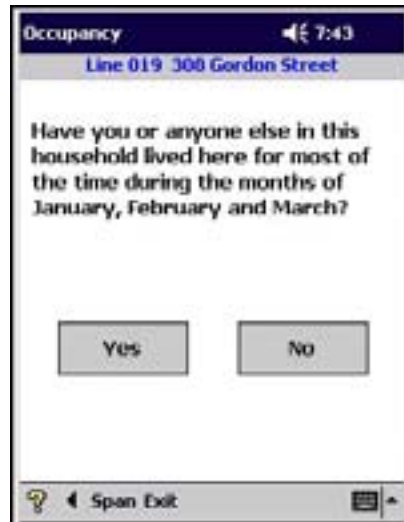 Occupancy 7:43
Line 019 308 Gordon Street
Have you or anyone else in this
household lived here for most of
the time during the months of
January, February and March?
Yes No
? Span Exit